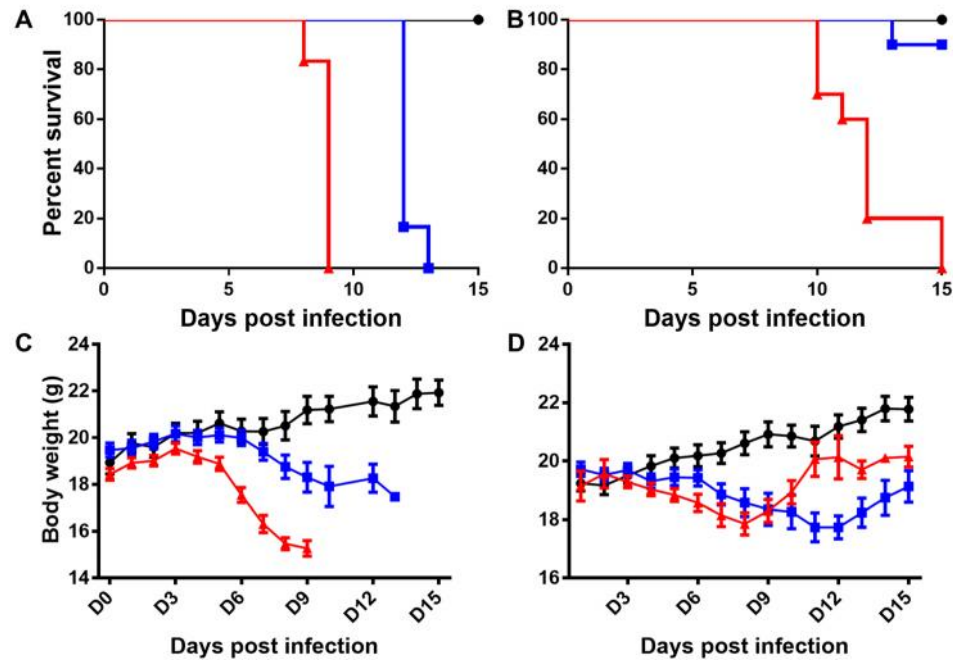 A
Percent survival
100
80
60
40
20
0
0 5 10 15
Days post infection
B
100
80
60
40
20
0
0 5 10 15
Days post infection
C
Body weight (g)
24
22
20
18
16
14
D0 D3 D6 D9 D12 D15
Days post infection
D
24
22
20
18
16
D3 D6 D9 D12 D15
Days post infection